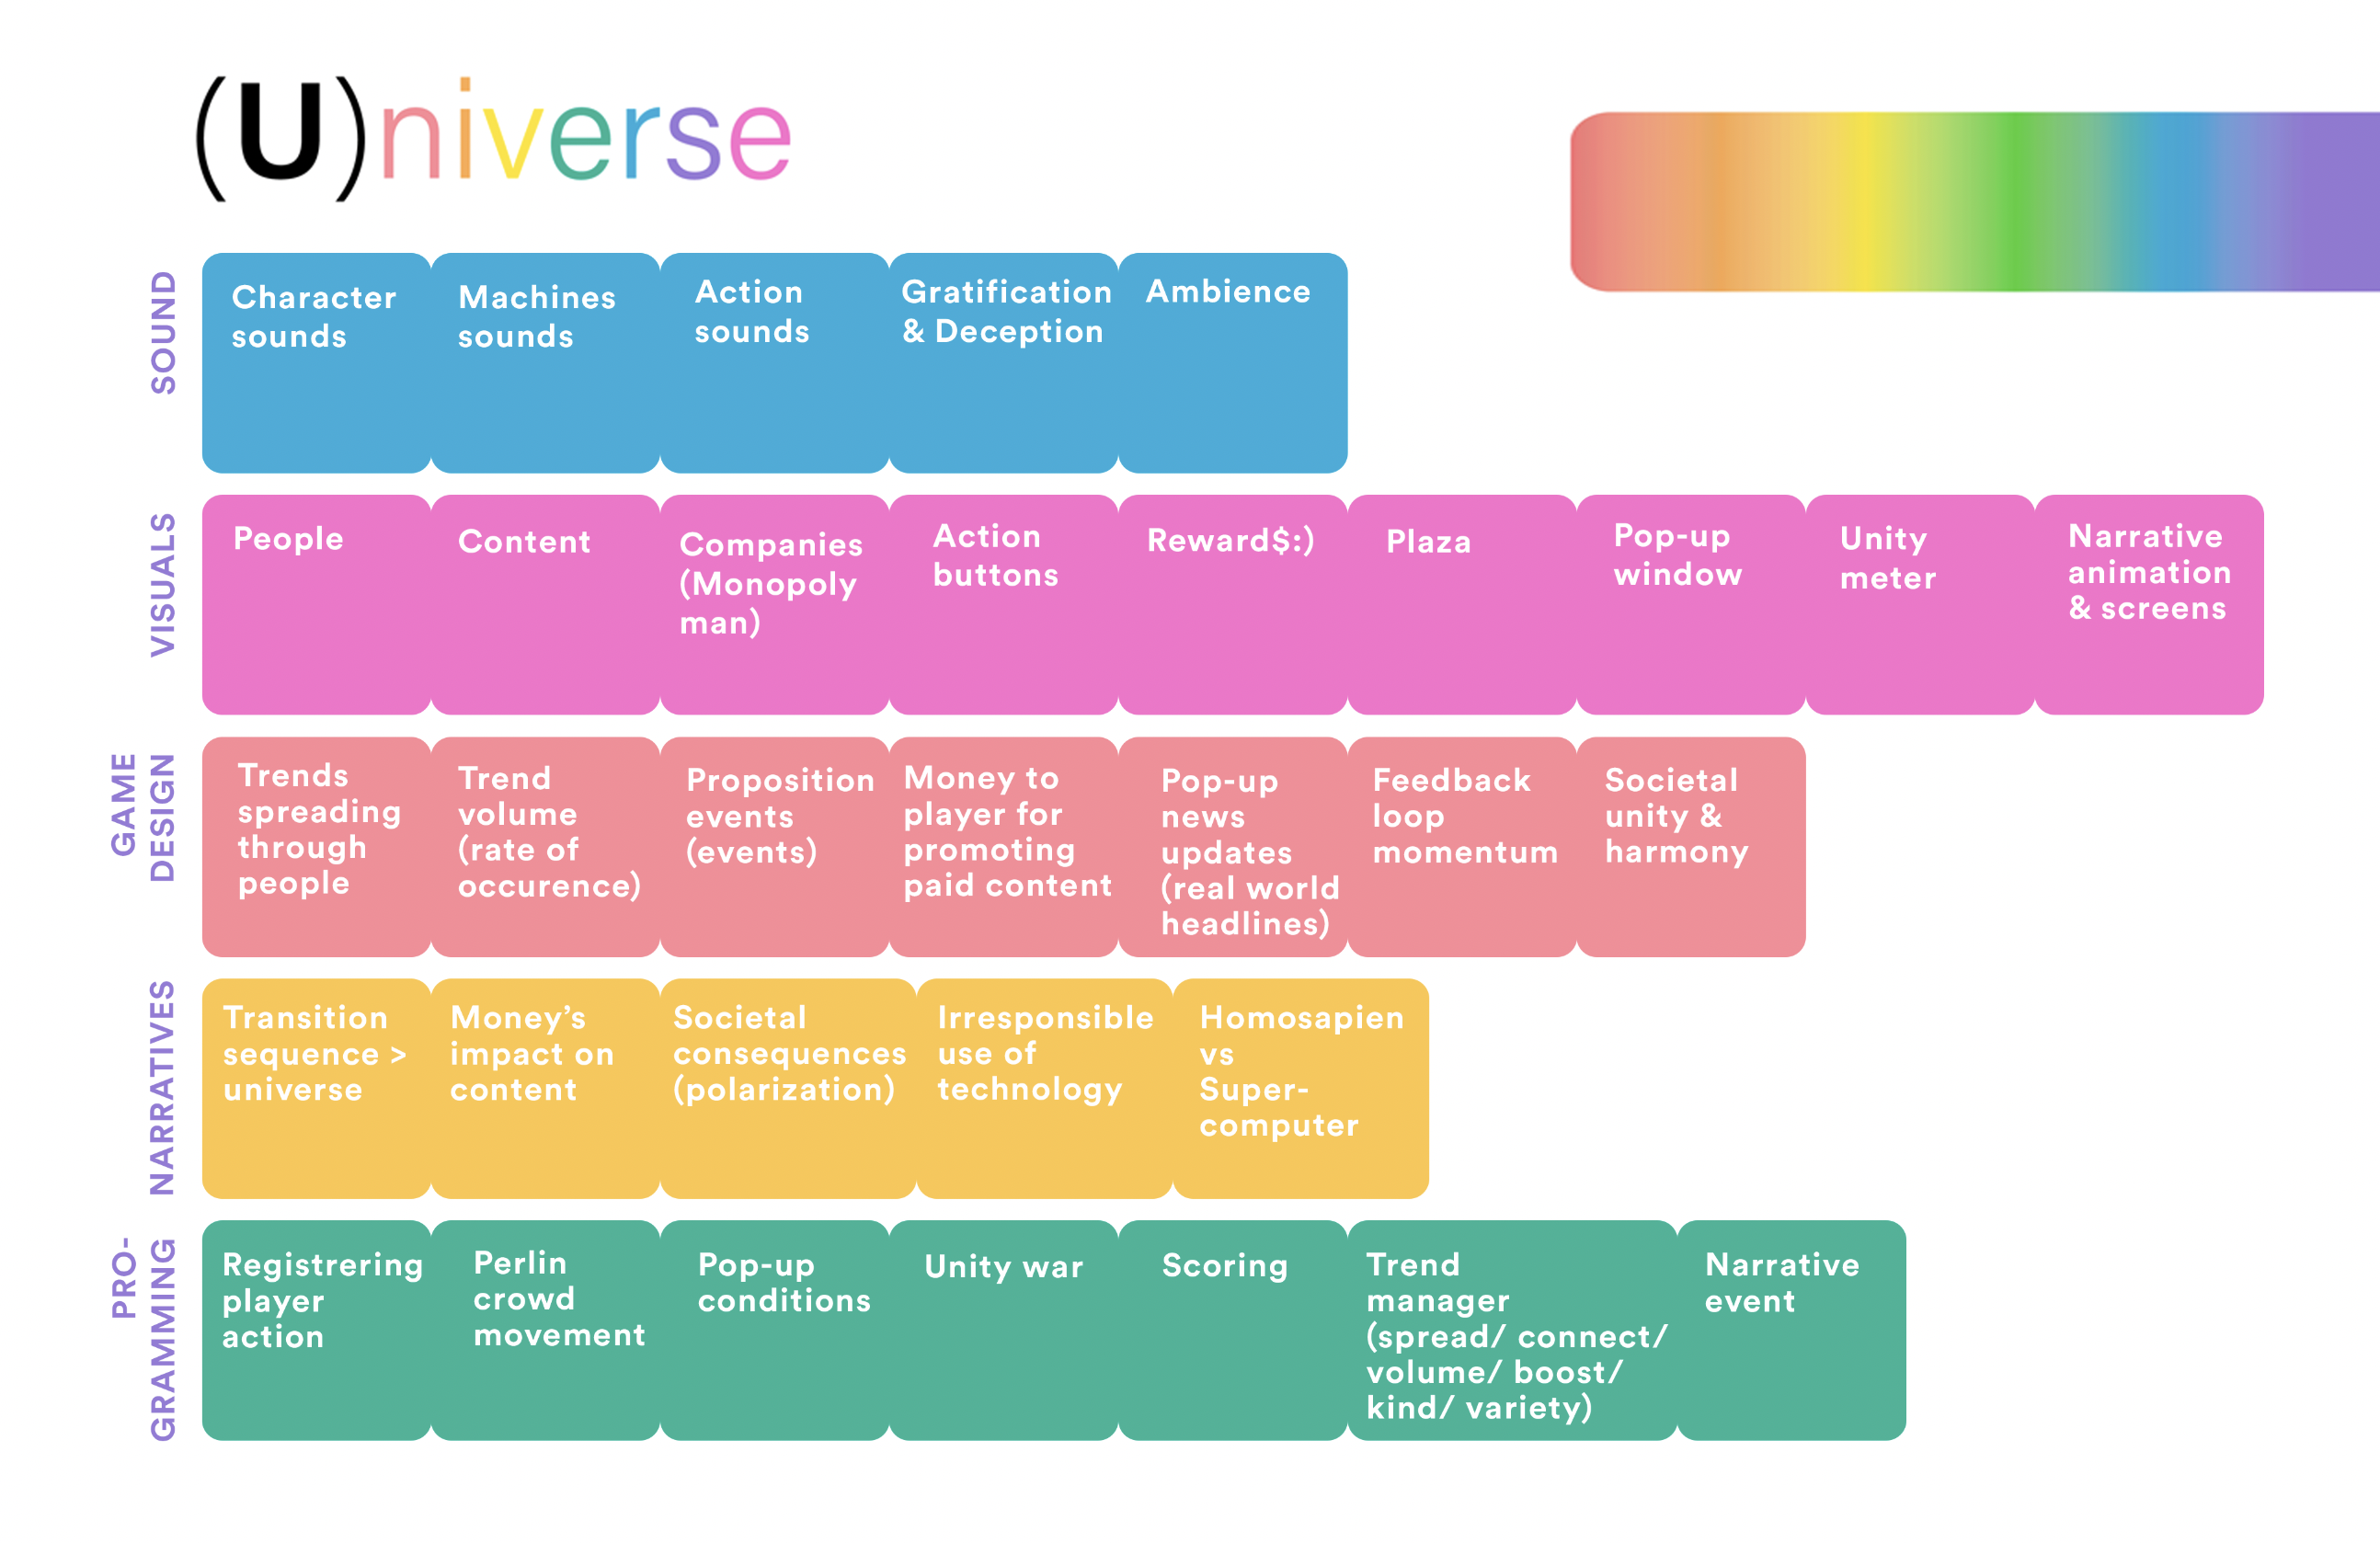 (U)niverse
SOUND
Character
sounds
Machines
sounds
Action
sounds
Gratification
& Deception
Ambience
VISUALS
People
Content
Companies
(Monopoly
man)
Action
buttons
Reward$:)
Plaza
Pop-up
window
Unity
meter
Narrative
animation
& screens
GAME
DESIGN
Trends
spreading
through
people
Trend
volume
(rate of
occurence)
Proposition
events
(events)
Money to
player for
promoting
paid content
Pop-up
news
updates
(real world
headlines)
Feedback
loop
momentum
Societal
unity &
harmony
NARRATIVES
Transition
sequence >
universe
Money’s
impact on
content
Societal
consequences
(polarization)
Irresponsible
use of
technology
Homosapien
vs
Super-
computer
PRO-
GRAMMING
Registrering
player
action
Perlin
crowd
movement
Pop-up
conditions
Unity war
Scoring
Trend
manager
(spread/ connect/
volume/ boost/
kind/ variety)
Narrative
event